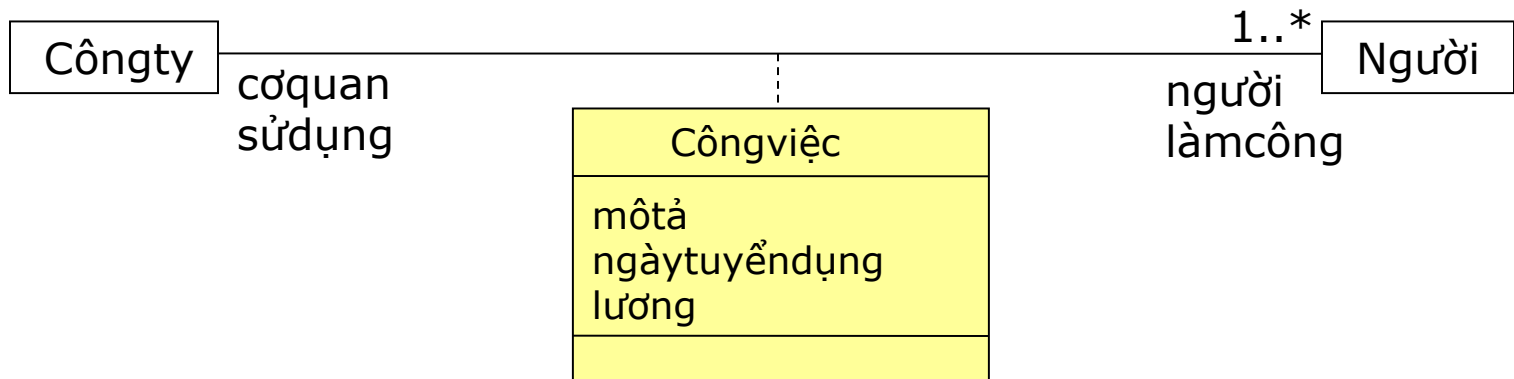 Côngty
cơquan
sửdụng
1..*
Người
người
làmcông
Côngviệc
môtả
ngàytuyểndụng
lương